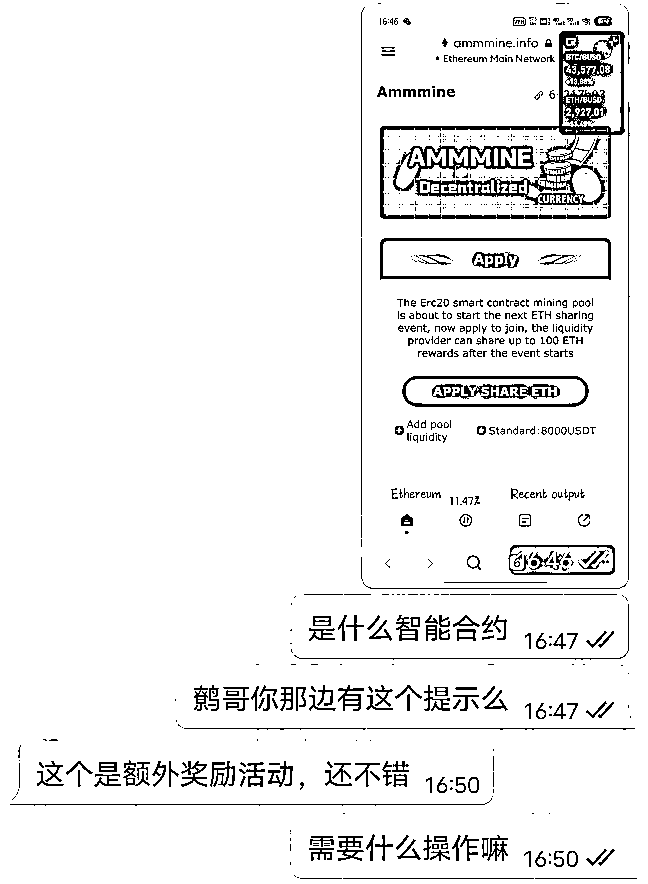 16:46
ammmine.info
Ethereum Main Network
BTC/BUSD
43,577.08
Ammmine
ETH/BUSD
2,927.01
AMMMINE
Decentralized
CURRENCY
Apply
The Erc20 smart contract mining pool
is about to start the next ETH sharing
event, now apply to join, the liquidity
provider can share up to 100 ETH
rewards after the event starts
APPLY SHARE ETH
Add pool
liquidity
Standard:8000USDT
Ethereum 11.47% Recent output
16:46
是什么智能合约 16:47
鹩哥你那边有这个提示么 16:47
这个是额外奖励活动，还不错 16:50
需要什么操作嘛 16:50